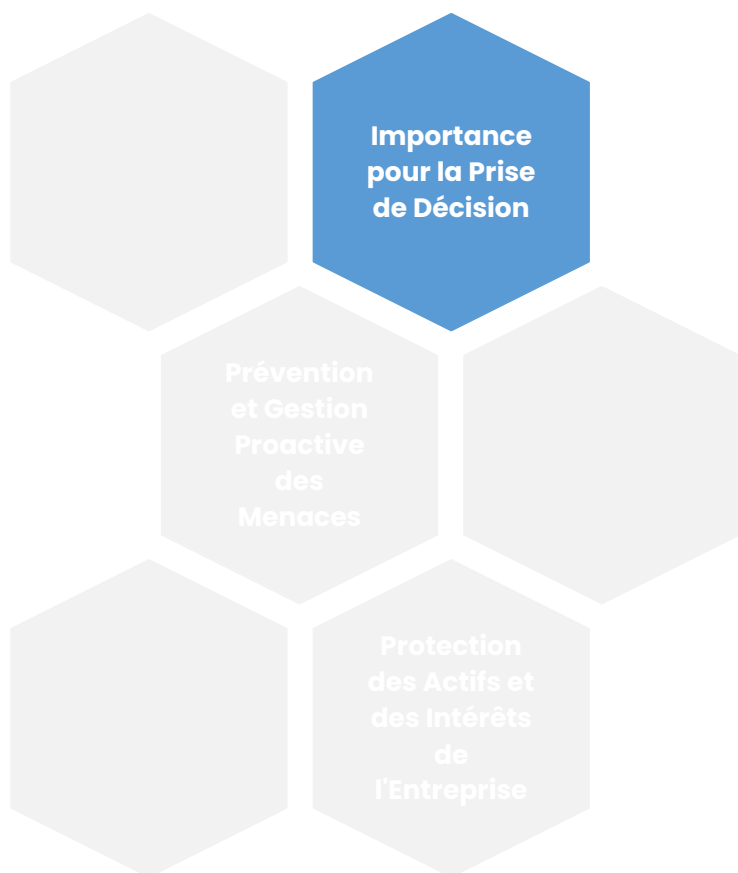 Importance
pour la Prise
de Décision
Prévention
et Gestion
Proactive
des
Menaces
Protection
des Actifs et
des Intérêts
de
l'Entreprise